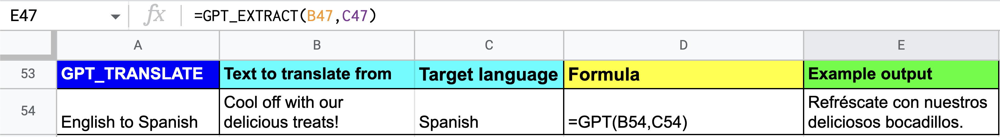 E47 fx =GPT_EXTRACT(B47,C47)
A B C D E
53 GPT_TRANSLATE Text to translate from Target language Formula Example output
54 English to Spanish
Cool off with our
delicious treats!
Spanish
=GPT(B54,C54)
Refréscate con nuestros
deliciosos bocadillos.